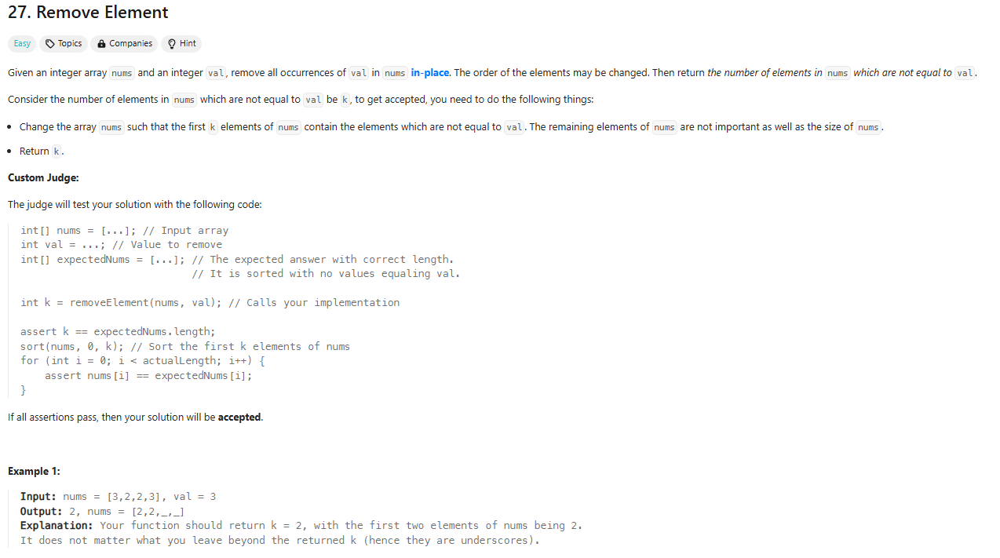 27. Remove Element
Easy Topics Companies Hint
Given an integer array nums and an integer val, remove all occurrences of val in nums in-place. The order of the elements may be changed. Then return the number of elements in nums which are not equal to val.
Consider the number of elements in nums which are not equal to val be k, to get accepted, you need to do the following things:
• Change the array nums such that the first k elements of nums contain the elements which are not equal to val. The remaining elements of nums are not important as well as the size of nums.
• Return k.
Custom Judge:
The judge will test your solution with the following code:
int[] nums = [...]; // Input array
int val = ...; // Value to remove
int[] expectedNums = [...]; // The expected answer with correct length.
                            // It is sorted with no values equaling val.
int k = removeElement(nums, val); // Calls your implementation
assert k == expectedNums.length;
sort(nums, 0, k); // Sort the first k elements of nums
for (int i = 0; i < actualLength; i++) {
    assert nums[i] == expectedNums[i];
}
If all assertions pass, then your solution will be accepted.
Example 1:
Input: nums = [3,2,2,3], val = 3
Output: 2, nums = [2,2,_,_]
Explanation: Your function should return k = 2, with the first two elements of nums being 2.
It does not matter what you leave beyond the returned k (hence they are underscores).